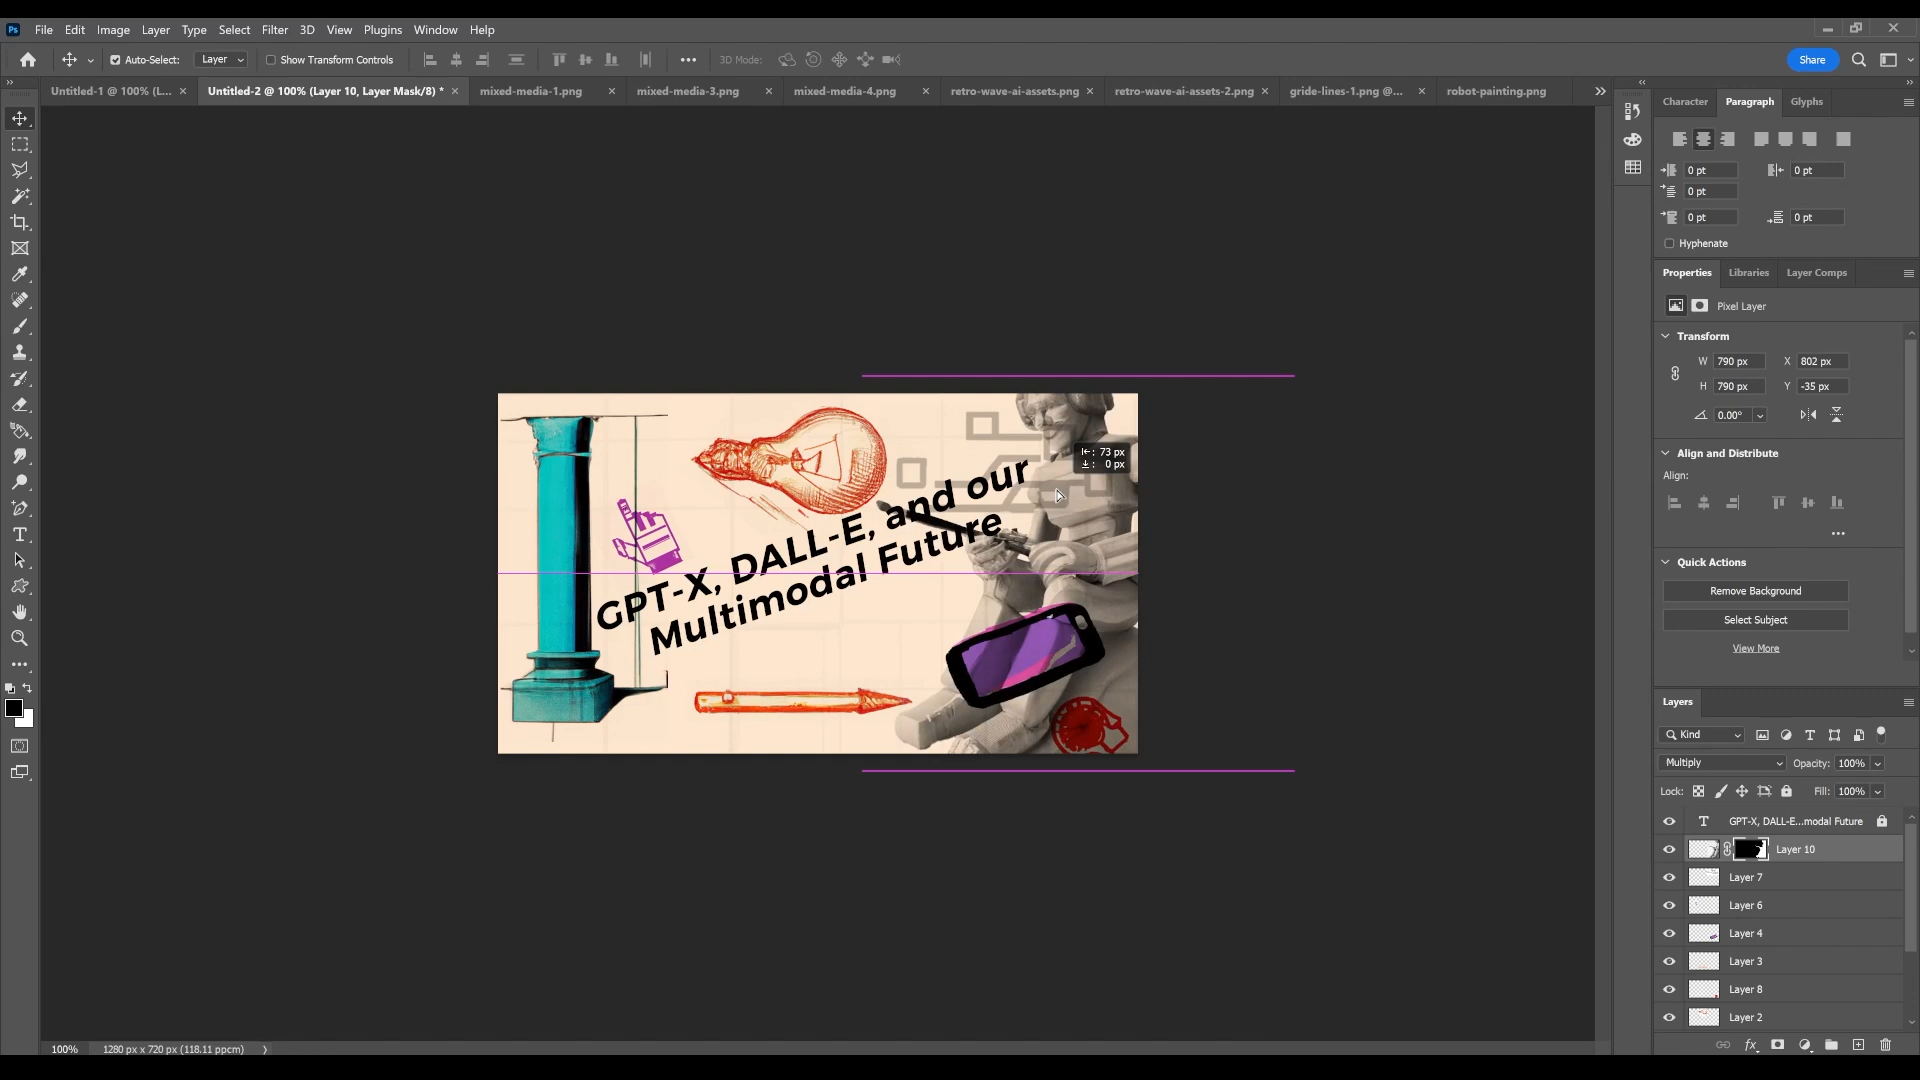 Ps File Edit Image Layer Type Select Filter 3D View Plugins Window Help
Auto-Select: Layer Show Transform Controls 3D Mode: Share
Untitled-1 @ 100% (L... × Untitled-2 @ 100% (Layer 10, Layer Mask/8) * × mixed-media-1.png × mixed-media-3.png × mixed-media-4.png × retro-wave-ai-assets.png × retro-wave-ai-assets-2.png × gride-lines-1.png @... × robot-painting.png
Character Paragraph Glyphs
0 pt 0 pt
0 pt
0 pt 0 pt
Hyphenate
Properties Libraries Layer Comps
Pixel Layer
Transform
W 790 px X 802 px
H 790 px Y -35 px
0.00°
Align and Distribute
Align:
Quick Actions
Remove Background
Select Subject
View More
73 px
0 px
GPT-X, DALL-E, and our
Multimodal Future
Layers
Kind
Multiply Opacity: 100%
Lock: Fill: 100%
T GPT-X, DALL-E...modal Future
Layer 10
Layer 7
Layer 6
Layer 4
Layer 3
Layer 8
Layer 2
100% 1280 px x 720 px (118.11 ppcm)